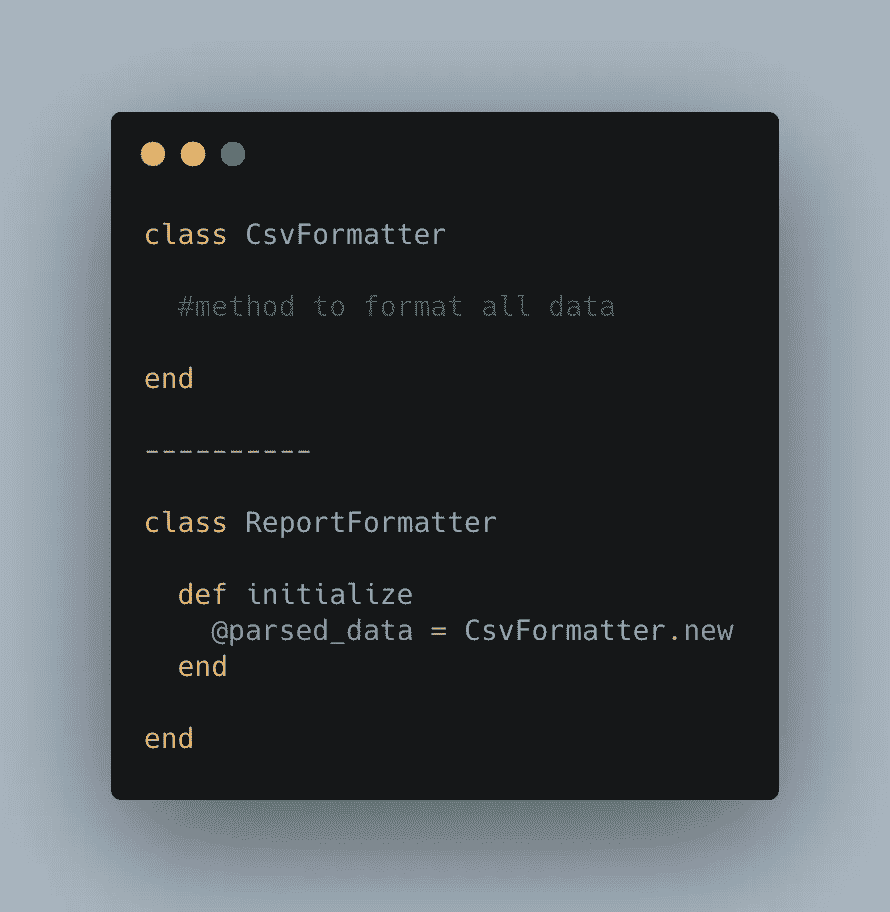 class CsvFormatter
  #method to format all data
end
----------
class ReportFormatter
  def initialize
    @parsed_data = CsvFormatter.new
  end
end